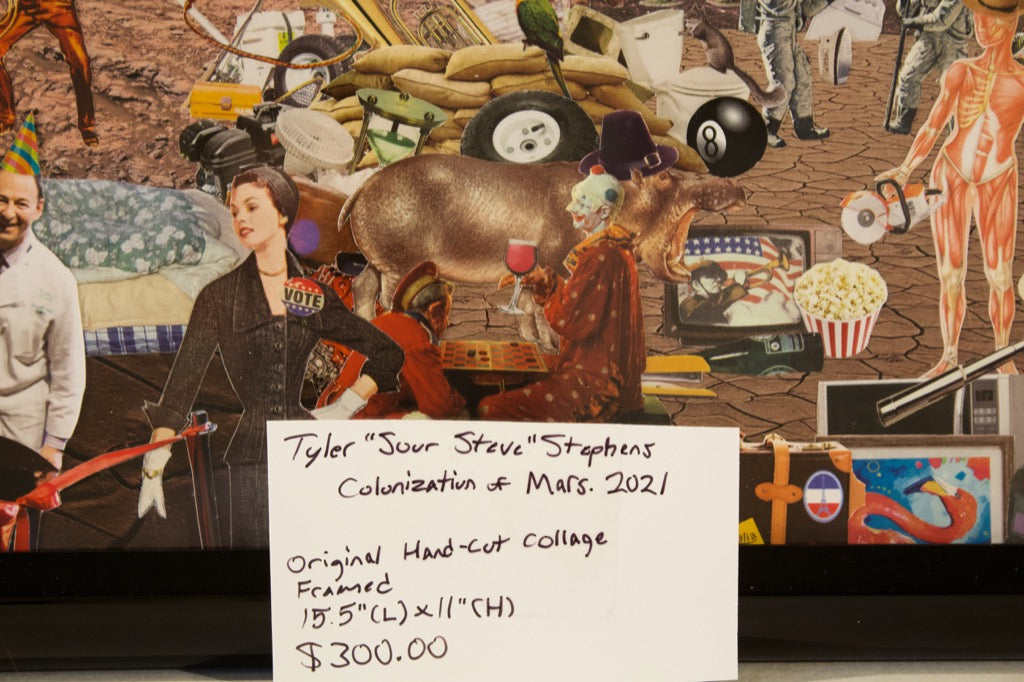 8
VOTE
Tyler "Sour Steve" Stephens
Colonization of Mars. 2021
Original Hand-Cut Collage
Framed
15.5"(L) x 11"(H)
$300.00